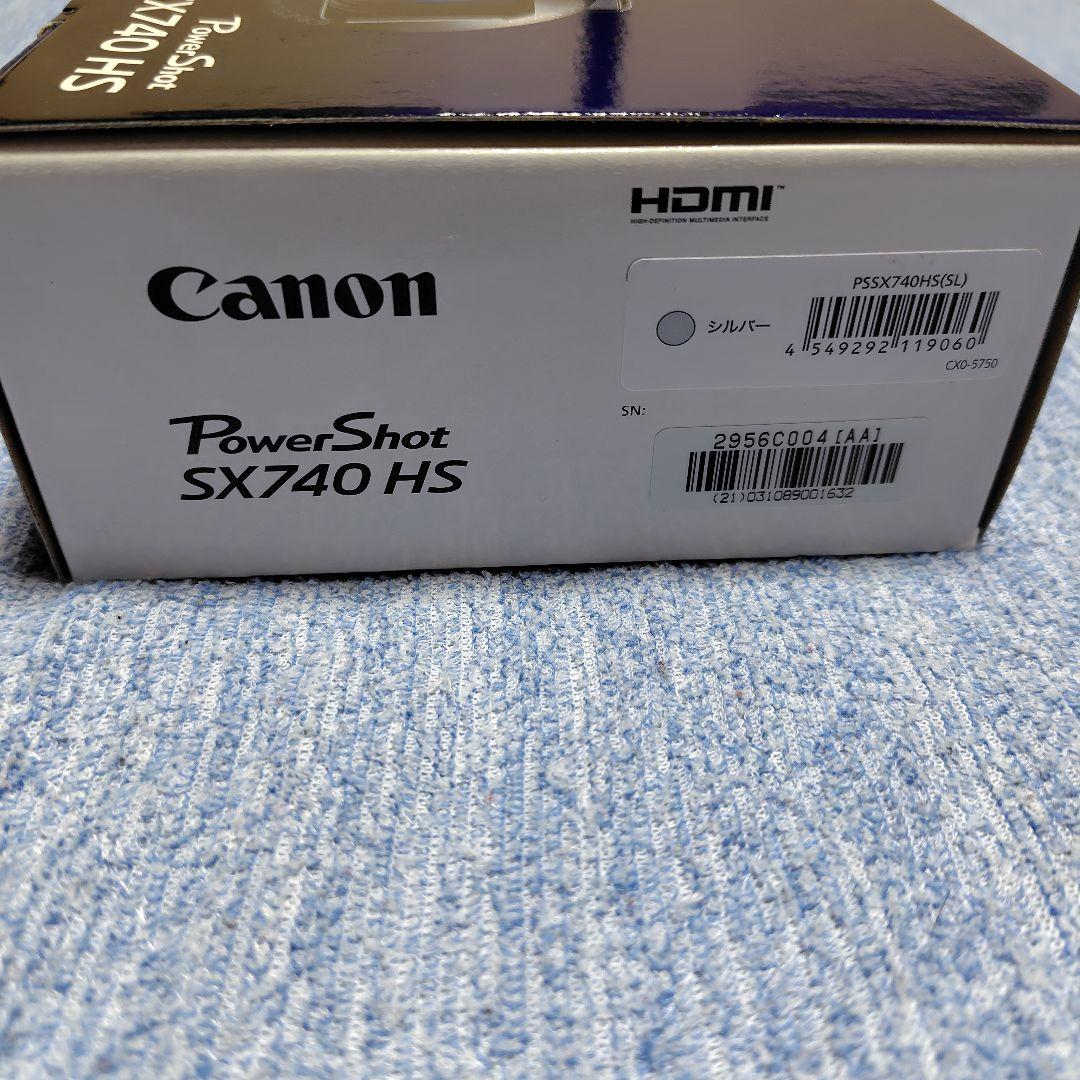 PowerShot
SX740 HS
HDMI™
HIGH-DEFINITION MULTIMEDIA INTERFACE
Canon
PSSX740HS(SL)
シルバー
4 549292 119060
CX0-5750
SN:
PowerShot
SX740 HS
2956C004[AA]
(21)031089001632